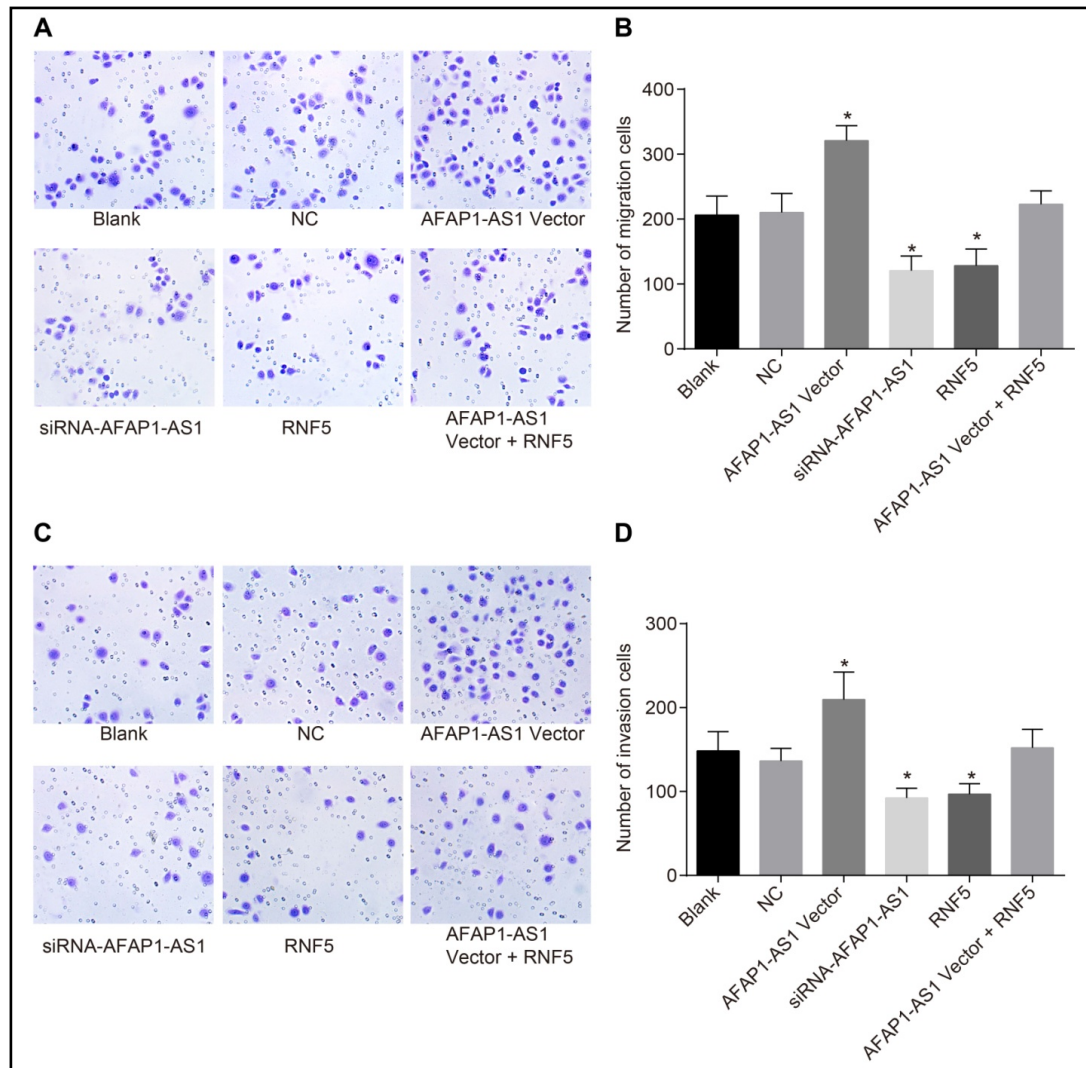 A
Blank
NC
AFAP1-AS1 Vector
siRNA-AFAP1-AS1
RNF5
AFAP1-AS1
Vector + RNF5
B
Number of migration cells
400
300
200
100
0
*
*
*
Blank
NC
AFAP1-AS1 Vector
siRNA-AFAP1-AS1
RNF5
AFAP1-AS1 Vector + RNF5
C
Blank
NC
AFAP1-AS1 Vector
siRNA-AFAP1-AS1
RNF5
AFAP1-AS1
Vector + RNF5
D
Number of invasion cells
300
200
100
0
*
*
*
Blank
NC
AFAP1-AS1 Vector
siRNA-AFAP1-AS1
RNF5
AFAP1-AS1 Vector + RNF5